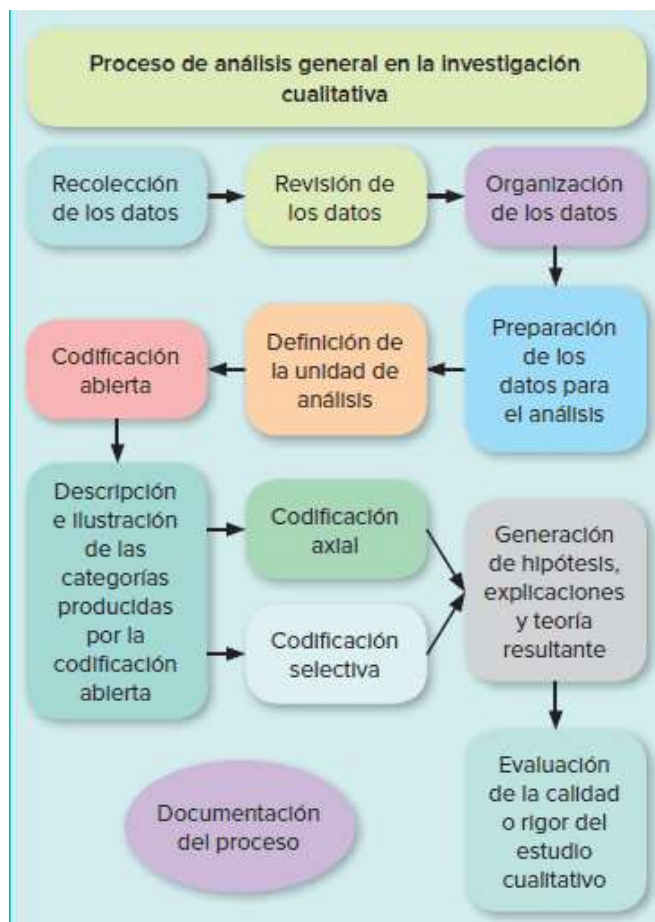 Proceso de análisis general en la investigación
cualitativa
Recolección
de los datos
Revisión de
los datos
Organización
de los datos
Preparación
de los
datos para
el análisis
Definición de
la unidad de
análisis
Codificación
abierta
Descripción
e ilustración
de las
categorías
producidas
por la
codificación
abierta
Codificación
axial
Codificación
selectiva
Generación
de hipótesis,
explicaciones
y teoría
resultante
Evaluación
de la calidad
o rigor del
estudio
cualitativo
Documentación
del proceso